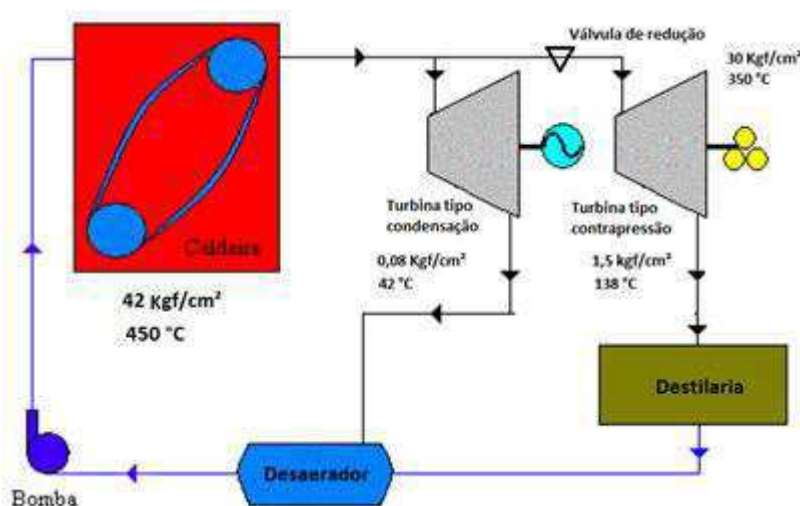 Válvula de redução
30 Kgf/cm²
350 °C
Caldeira
Turbina tipo
condensação
Turbina tipo
contrapressão
0,08 Kgf/cm²
42 °C
1,5 kgf/cm²
138 °C
42 Kgf/cm²
450 °C
Destilaria
Desaerador
Bomba